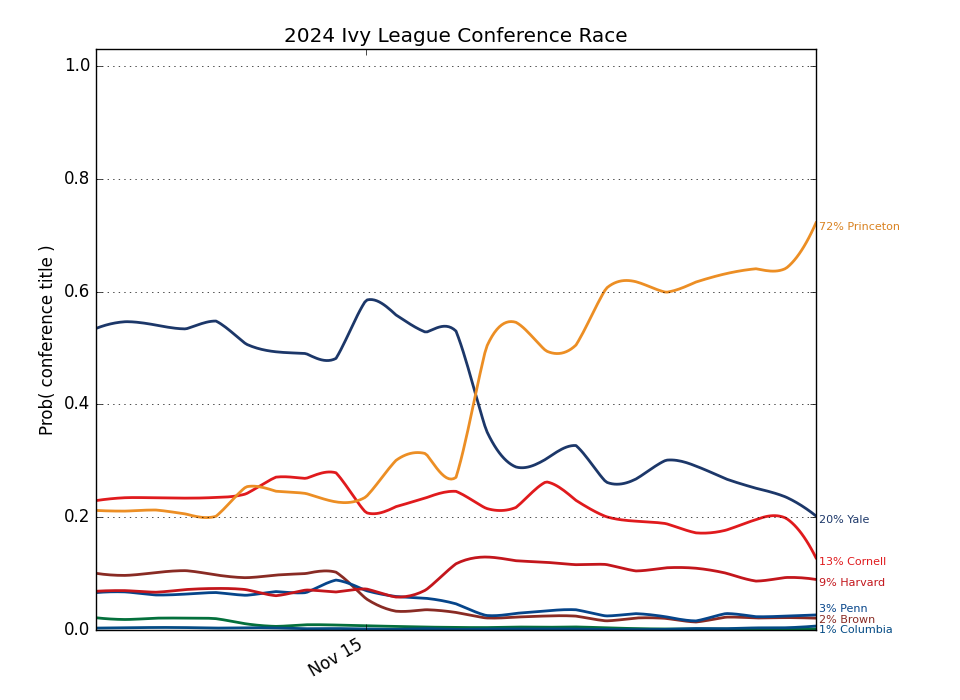 2024 Ivy League Conference Race
1.0
0.8
0.6
0.4
0.2
0.0
Prob( conference title )
Nov 15
72% Princeton
20% Yale
13% Cornell
9% Harvard
3% Penn
2% Brown
1% Columbia